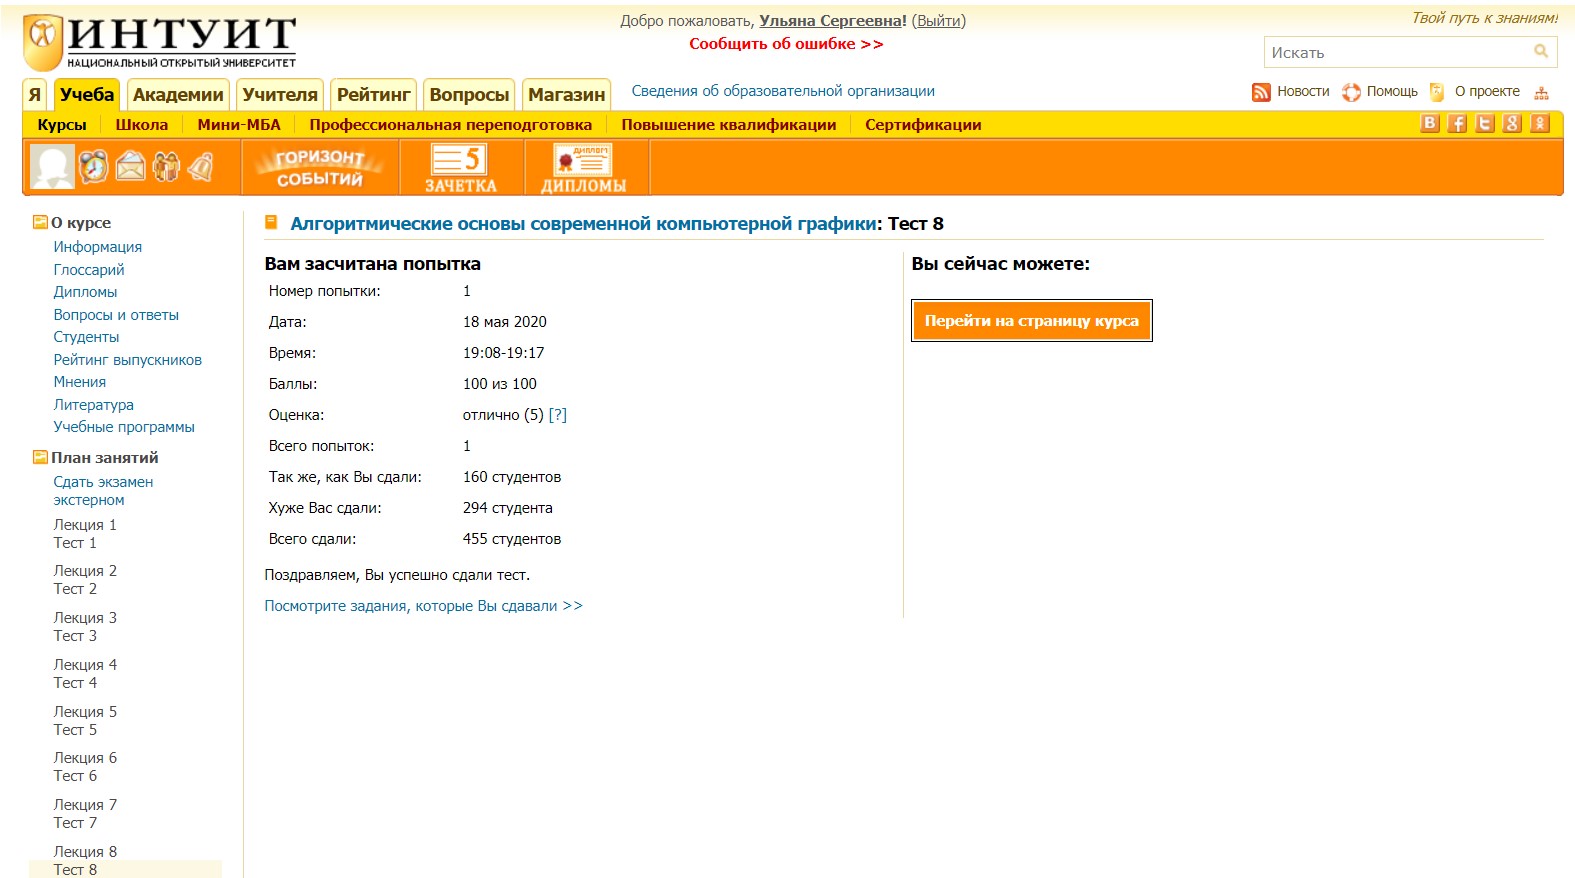 ИНТУИТ
НАЦИОНАЛЬНЫЙ ОТКРЫТЫЙ УНИВЕРСИТЕТ
Добро пожаловать, Ульяна Сергеевна! (Выйти)
Сообщить об ошибке >>
Твой путь к знаниям!
Искать
Я Учеба Академии Учителя Рейтинг Вопросы Магазин Сведения об образовательной организации
Новости Помощь О проекте
Курсы Школа Мини-МБА Профессиональная переподготовка Повышение квалификации Сертификации
ГОРИЗОНТ СОБЫТИЙ
5 ЗАЧЕТКА
ДИПЛОМ ДИПЛОМЫ
О курсе
Информация
Глоссарий
Дипломы
Вопросы и ответы
Студенты
Рейтинг выпускников
Мнения
Литература
Учебные программы
План занятий
Сдать экзамен
экстерном
Лекция 1
Тест 1
Лекция 2
Тест 2
Лекция 3
Тест 3
Лекция 4
Тест 4
Лекция 5
Тест 5
Лекция 6
Тест 6
Лекция 7
Тест 7
Лекция 8
Тест 8
Алгоритмические основы современной компьютерной графики: Тест 8
Вам засчитана попытка
Номер попытки: 1
Дата: 18 мая 2020
Время: 19:08-19:17
Баллы: 100 из 100
Оценка: отлично (5) [?]
Всего попыток: 1
Так же, как Вы сдали: 160 студентов
Хуже Вас сдали: 294 студента
Всего сдали: 455 студентов
Поздравляем, Вы успешно сдали тест.
Посмотрите задания, которые Вы сдавали >>
Вы сейчас можете:
Перейти на страницу курса